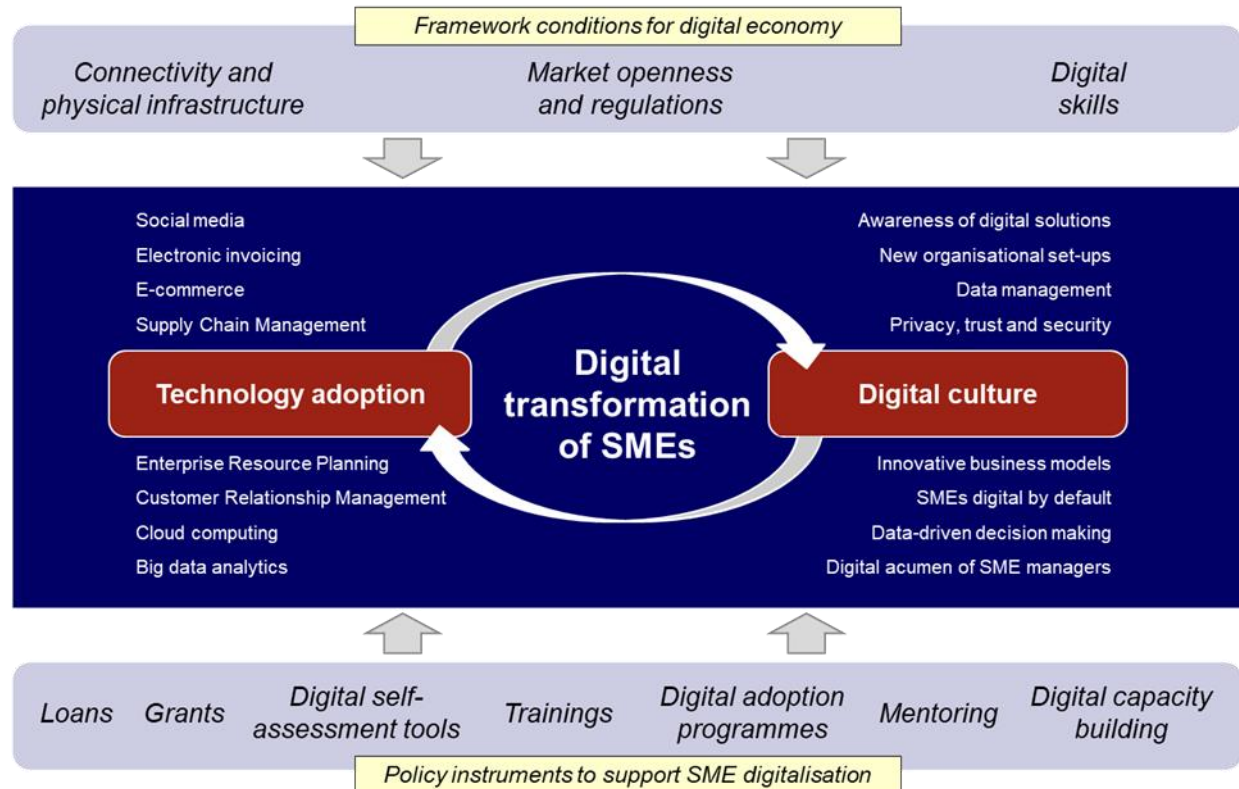 Framework conditions for digital economy
Connectivity and
physical infrastructure
Market openness
and regulations
Digital
skills
Social media
Electronic invoicing
E-commerce
Supply Chain Management
Awareness of digital solutions
New organisational set-ups
Data management
Privacy, trust and security
Technology adoption
Digital
transformation
of SMEs
Digital culture
Enterprise Resource Planning
Customer Relationship Management
Cloud computing
Big data analytics
Innovative business models
SMEs digital by default
Data-driven decision making
Digital acumen of SME managers
Loans
Grants
Digital self-
assessment tools
Trainings
Digital adoption
programmes
Mentoring
Digital capacity
building
Policy instruments to support SME digitalisation